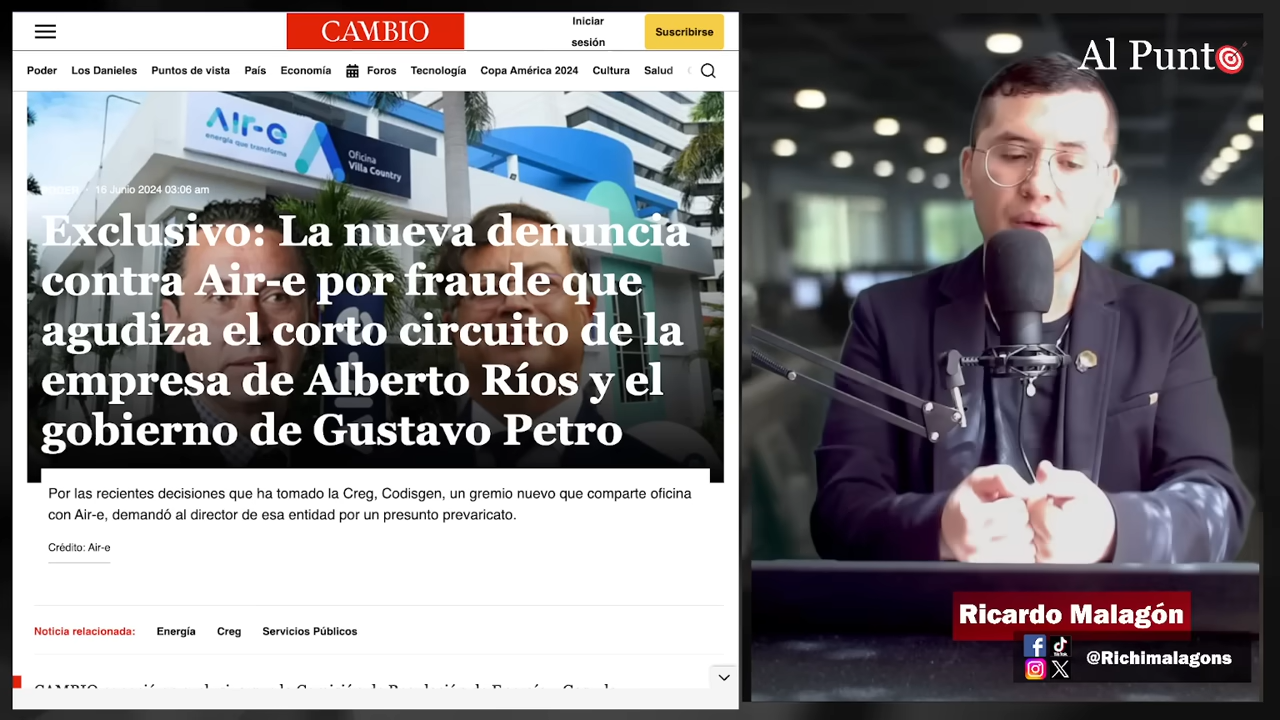 CAMBIO
Iniciar
sesión
Suscribirse
Poder Los Danieles Puntos de vista País Economía Foros Tecnología Copa América 2024 Cultura Salud
Air-e
energía que transforma
Oficina
Villa Country
PODER · 16 Junio 2024 03:06 am
Exclusivo: La nueva denuncia
contra Air-e por fraude que
agudiza el corto circuito de la
empresa de Alberto Ríos y el
gobierno de Gustavo Petro
Por las recientes decisiones que ha tomado la Creg, Codisgen, un gremio nuevo que comparte oficina
con Air-e, demandó al director de esa entidad por un presunto prevaricato.
Crédito: Air-e
Noticia relacionada: Energía Creg Servicios Públicos
Al Punto
Ricardo Malagón
@Richimalagons